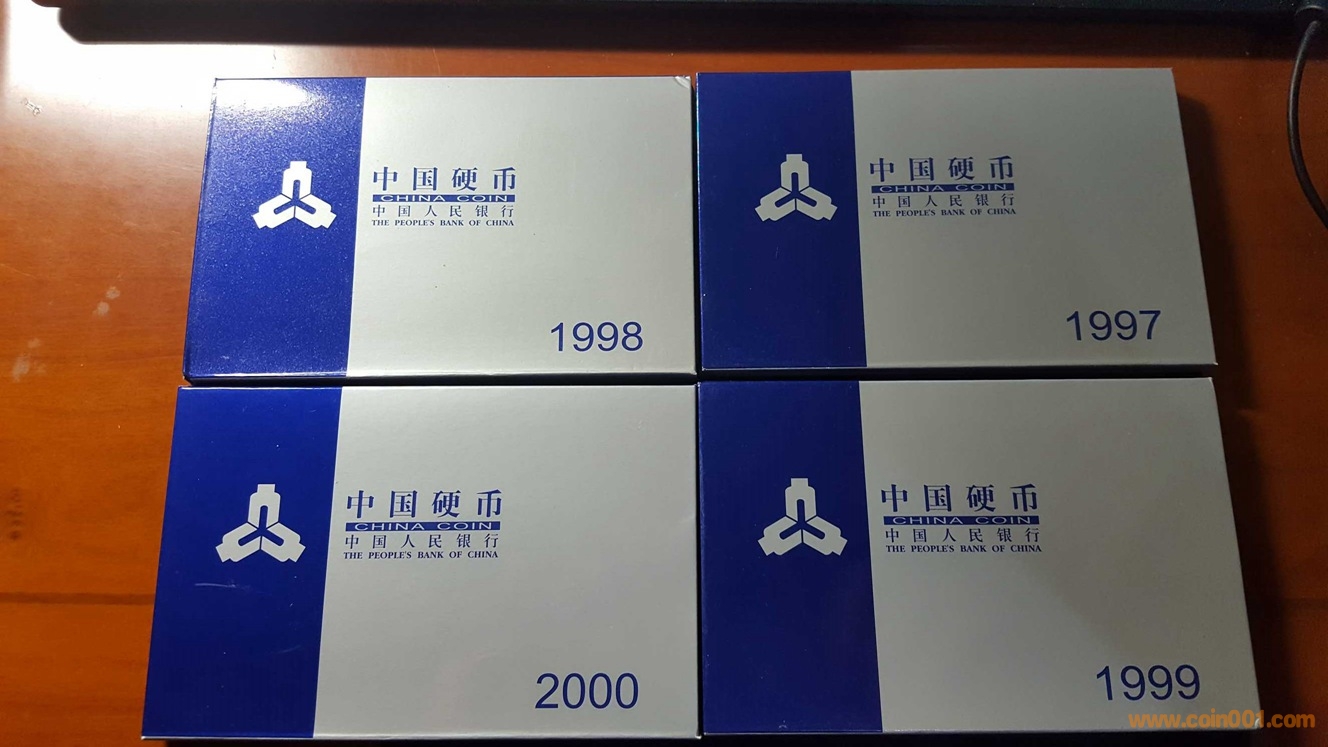 中国硬币
CHINA COIN
中国人民银行
THE PEOPLE'S BANK OF CHINA
1998
中国硬币
CHINA COIN
中国人民银行
THE PEOPLE'S BANK OF CHINA
1997
中国硬币
CHINA COIN
中国人民银行
THE PEOPLE'S BANK OF CHINA
2000
中国硬币
CHINA COIN
中国人民银行
THE PEOPLE'S BANK OF CHINA
1999
www.coin001.com